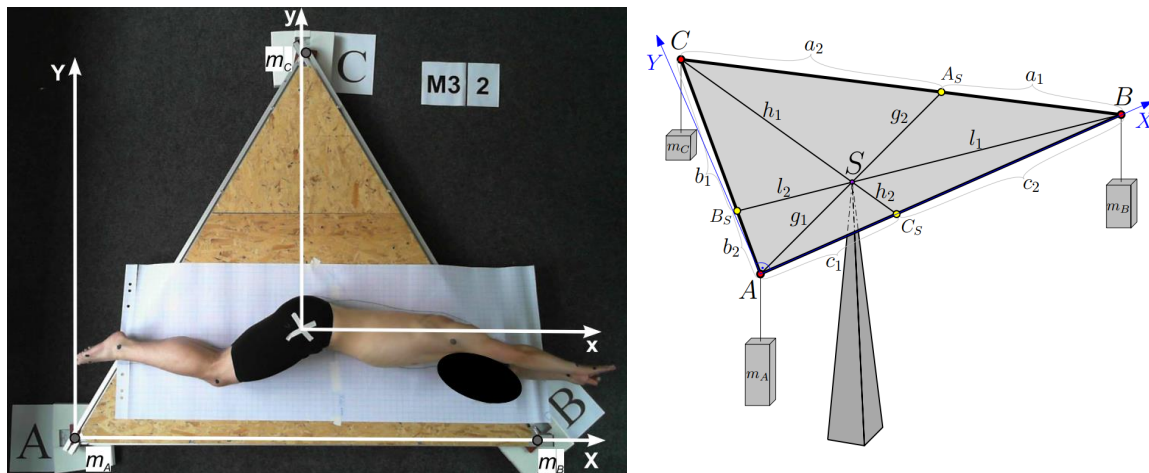 y
Y
m_C
C
M3 2
x
A
B
m_A
m_B
X
C
Y
a_2
A_S
a_1
B
X
h_1
g_2
m_C
l_1
S
b_1
l_2
h_2
c_2
m_B
B_S
g_1
C_S
b_2
c_1
A
m_A